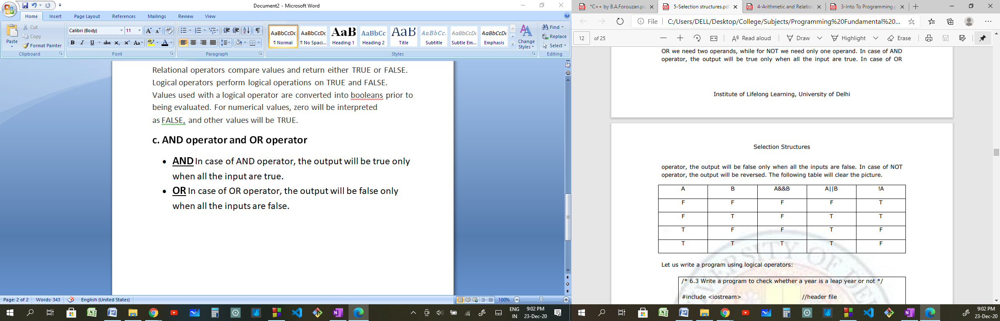 Document2 - Microsoft Word
Home Insert Page Layout References Mailings Review View
Paste
Cut
Copy
Format Painter
Clipboard
Calibri (Body) 11
B I U abc X₂ X² Aa
Font
Paragraph
AaBbCcDc AaBbCcDc AaB AaBbCc AaB AaBbCc. AaBbCcDc AaBbCcDc
¶ Normal ¶ No Spaci... Heading 1 Heading 2 Title Subtitle Subtle Em... Emphasis
Change Styles
Styles
Find
Replace
Select
Editing
Relational operators compare values and return either TRUE or FALSE.
Logical operators perform logical operations on TRUE and FALSE.
Values used with a logical operator are converted into booleans prior to
being evaluated. For numerical values, zero will be interpreted
as FALSE, and other values will be TRUE.
c. AND operator and OR operator
• AND In case of AND operator, the output will be true only
when all the input are true.
• OR In case of OR operator, the output will be false only
when all the inputs are false.
Page: 2 of 2 Words: 343 English (United States) 100%
ENG
IN
9:02 PM
23-Dec-20
*C++ by B.A.Forouzan.pd 5-Selection structures.pd 4-Arithmetic and Relation 3-Into To Programming.p
File C:/Users/DELL/Desktop/College/Subjects/Programming%20Fundamental%20...
12 of 25 Read aloud Draw Highlight Erase
OR we need two operands, while for NOT we need only one operand. In case of AND
operator, the output will be true only when all the input are true. In case of OR
Institute of Lifelong Learning, University of Delhi
Selection Structures
operator, the output will be false only when all the inputs are false. In case of NOT
operator, the output will be reversed. The following table will clear the picture.
A B A&&B A||B !A
F F F F T
F T F T T
T F F T F
T T T T F
Let us write a program using logical operators:
/* 6.3 Write a program to check whether a year is a leap year or not */
#include <iostream> //header file
9:02 PM
23-Dec-20